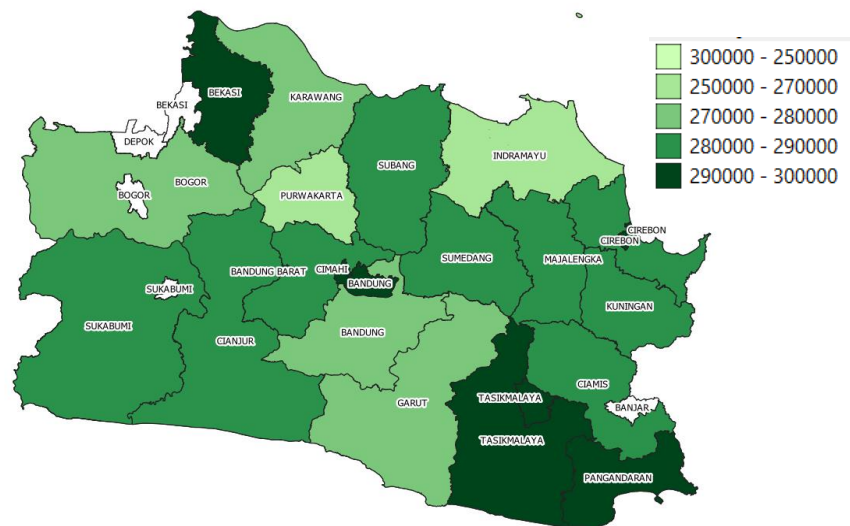 300000 - 250000
250000 - 270000
270000 - 280000
280000 - 290000
290000 - 300000
BEKASI
BEKASI
KARAWANG
DEPOK
SUBANG
INDRAMAYU
BOGOR
BOGOR
PURWAKARTA
CIREBON
CIREBON
SUMEDANG
MAJALENGKA
BANDUNG BARAT
CIMAHI
BANDUNG
SUKABUMI
KUNINGAN
SUKABUMI
CIANJUR
BANDUNG
CIAMIS
TASIKMALAYA
GARUT
BANJAR
TASIKMALAYA
PANGANDARAN